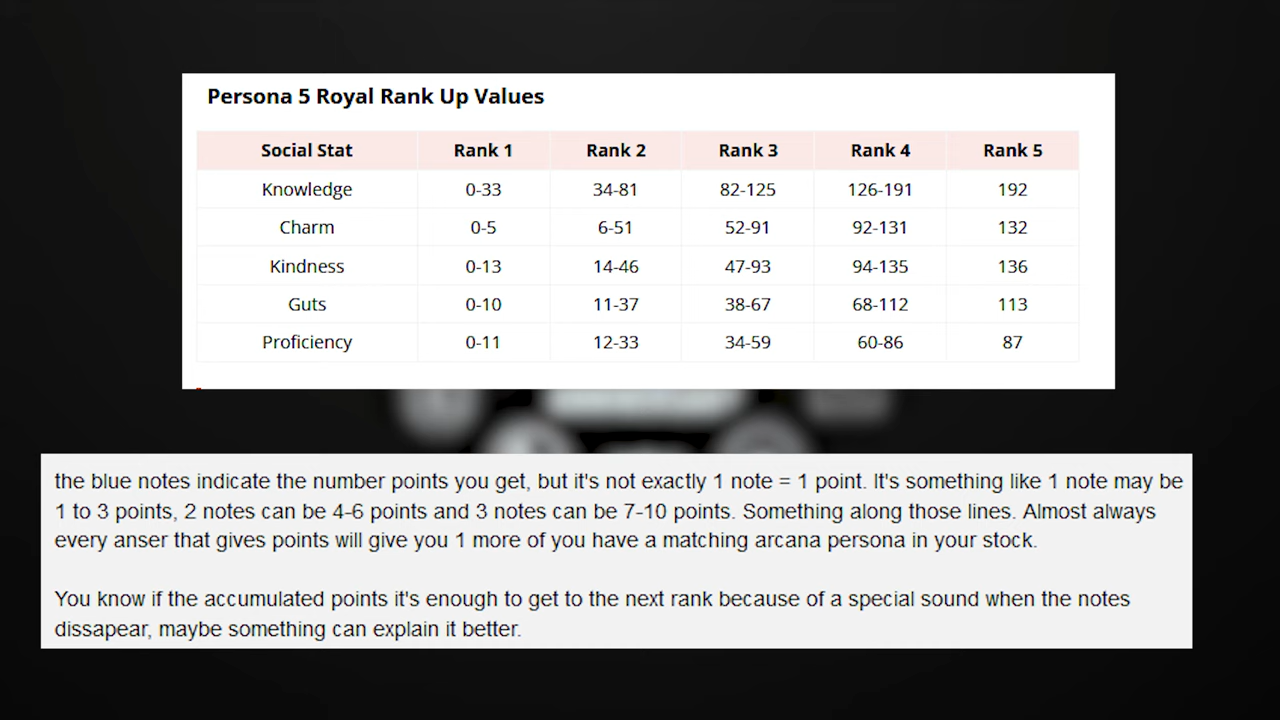 Persona 5 Royal Rank Up Values
Social Stat Rank 1 Rank 2 Rank 3 Rank 4 Rank 5
Knowledge 0-33 34-81 82-125 126-191 192
Charm 0-5 6-51 52-91 92-131 132
Kindness 0-13 14-46 47-93 94-135 136
Guts 0-10 11-37 38-67 68-112 113
Proficiency 0-11 12-33 34-59 60-86 87
the blue notes indicate the number points you get, but it's not exactly 1 note = 1 point. It's something like 1 note may be
1 to 3 points, 2 notes can be 4-6 points and 3 notes can be 7-10 points. Something along those lines. Almost always
every anser that gives points will give you 1 more of you have a matching arcana persona in your stock.
You know if the accumulated points it's enough to get to the next rank because of a special sound when the notes
dissapear, maybe something can explain it better.